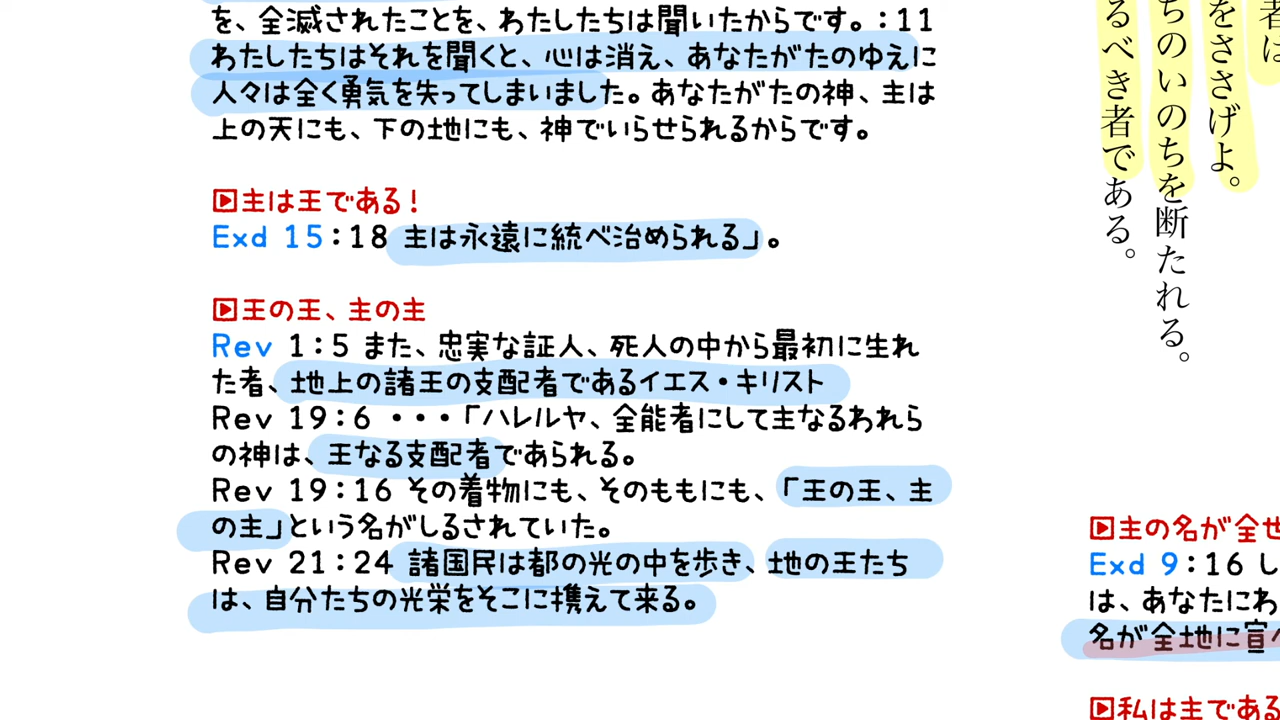 を、全滅されたことを、わたしたちは聞いたからです。:11
わたしたちはそれを聞くと、心は消え、あなたがたのゆえに
人々は全く勇気を失ってしまいました。あなたがたの神、主は
上の天にも、下の地にも、神でいらせられるからです。
▶主は王である!
Exd 15:18 主は永遠に統べ治められる」。
▶王の王、主の主
Rev 1:5 また、忠実な証人、死人の中から最初に生れ
た者、地上の諸王の支配者であるイエス・キリスト
Rev 19:6 ・・・「ハレルヤ、全能者にして主なるわれら
の神は、王なる支配者であられる。
Rev 19:16 その着物にも、そのももにも、「王の王、主
の主」という名がしるされていた。
Rev 21:24 諸国民は都の光の中を歩き、地の王たち
は、自分たちの光栄をそこに携えて来る。
者は
をささげよ。
ちのいのちを断たれる。
るべき者である。
▶主の名が全世
Exd 9:16 し
は、あなたにわ
名が全地に宣べ
▶私は主である